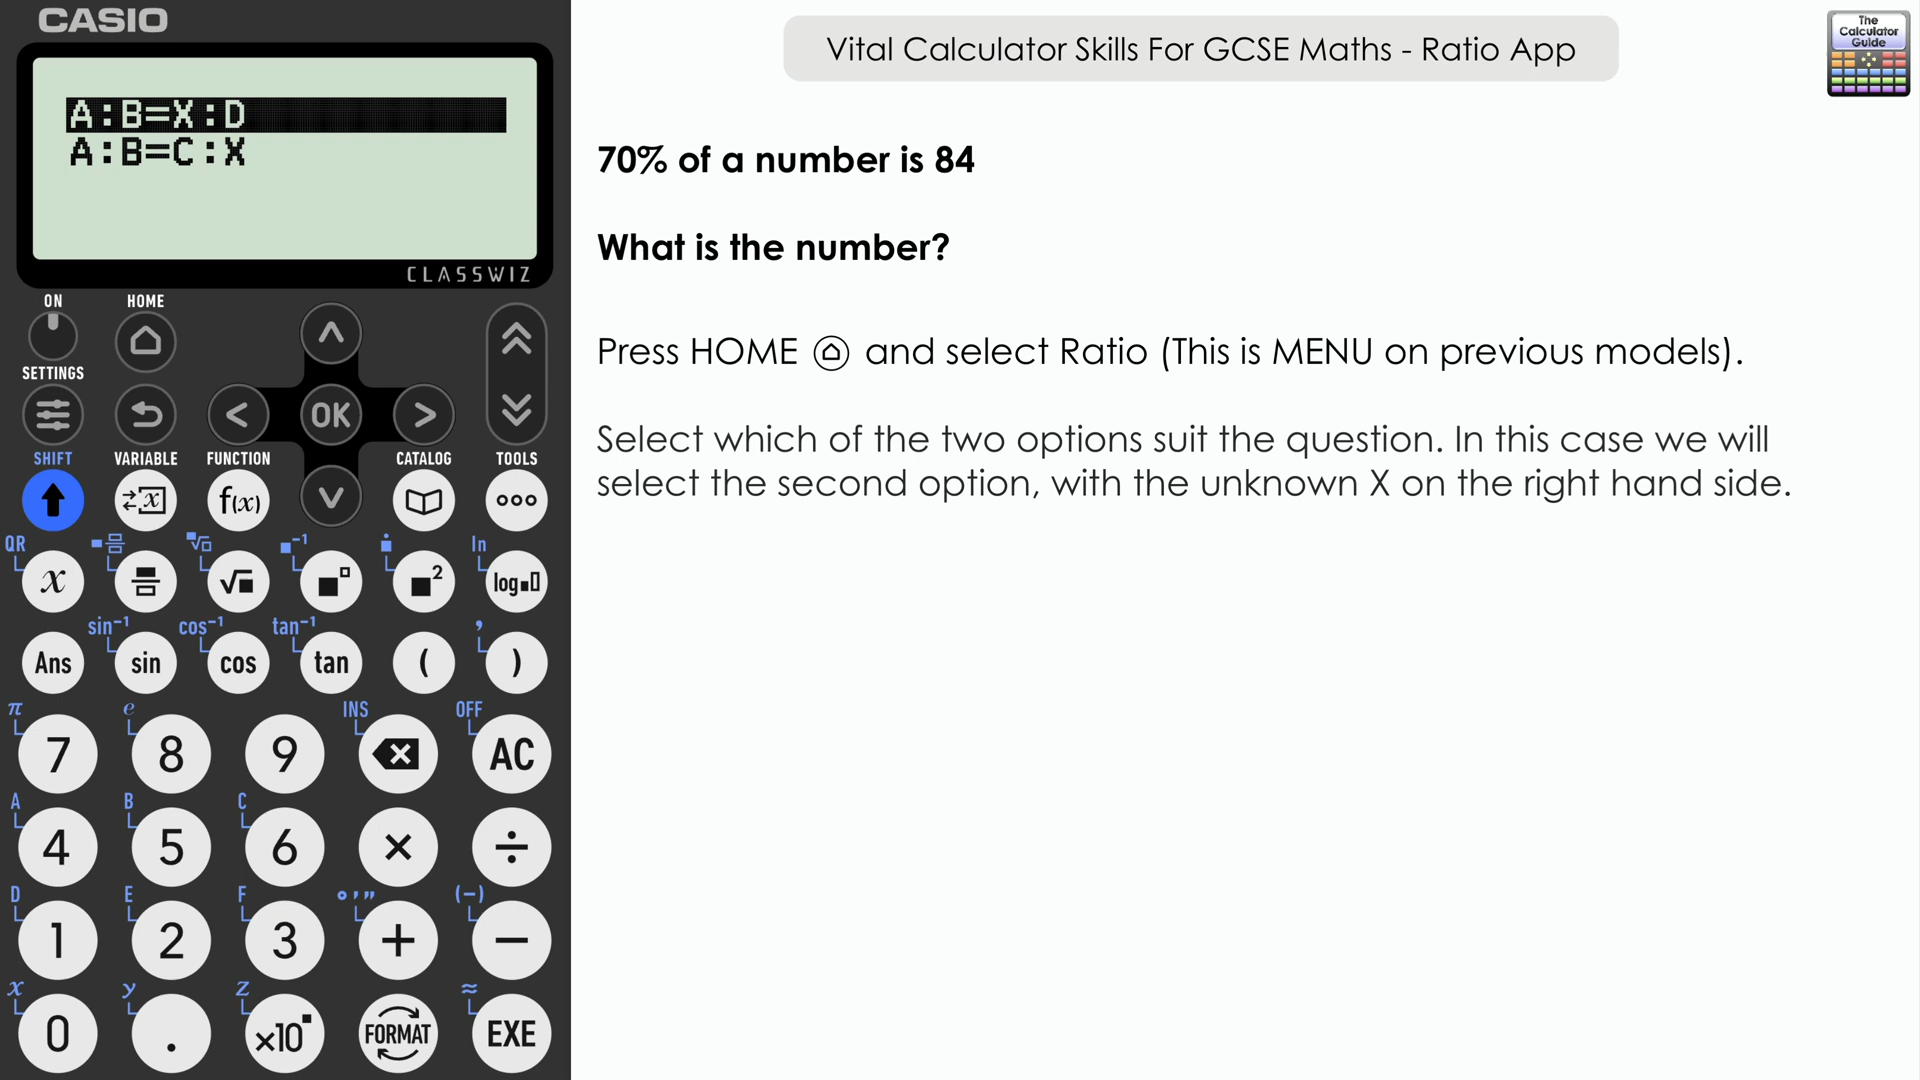 CASIO
A:B=X:D
A:B=C:X
CLASSWIZ
ON HOME
SETTINGS
OK
SHIFT VARIABLE FUNCTION CATALOG TOOLS
x f(x)
QR √ -1 ln
x √ 2 log
sin⁻¹ cos⁻¹ tan⁻¹ ,
Ans sin cos tan ( )
π e INS OFF
7 8 9 AC
A B C
4 5 6 × ÷
D E F °'" (−)
1 2 3 + −
x y z ≈
0 . ×10 FORMAT EXE
Vital Calculator Skills For GCSE Maths - Ratio App
The
Calculator
Guide
70% of a number is 84
What is the number?
Press HOME and select Ratio (This is MENU on previous models).
Select which of the two options suit the question. In this case we will
select the second option, with the unknown X on the right hand side.